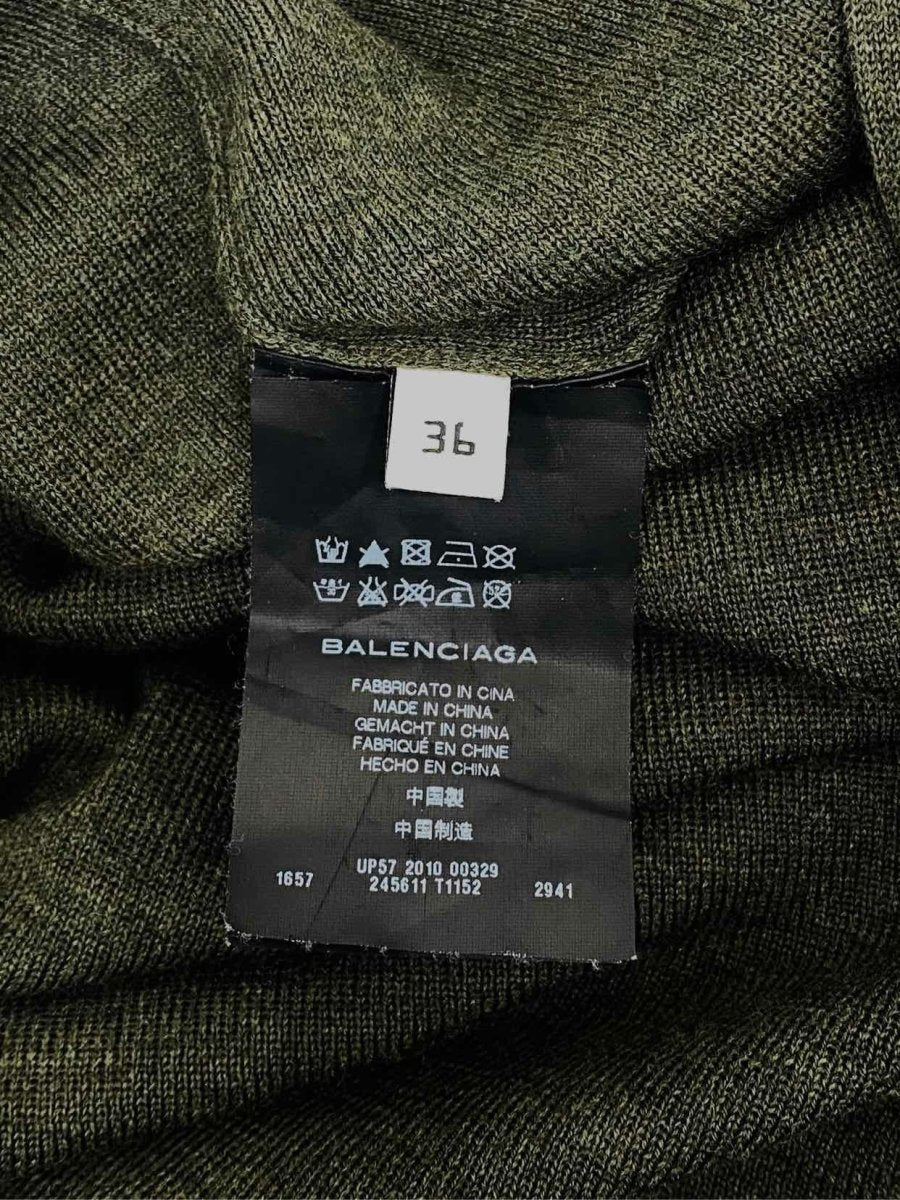 36
BALENCIAGA
FABBRICATO IN CINA
MADE IN CHINA
GEMACHT IN CHINA
FABRIQUÉ EN CHINE
HECHO EN CHINA
中国製
中国制造
UP57 2010 00329
1657 245611 T1152 2941